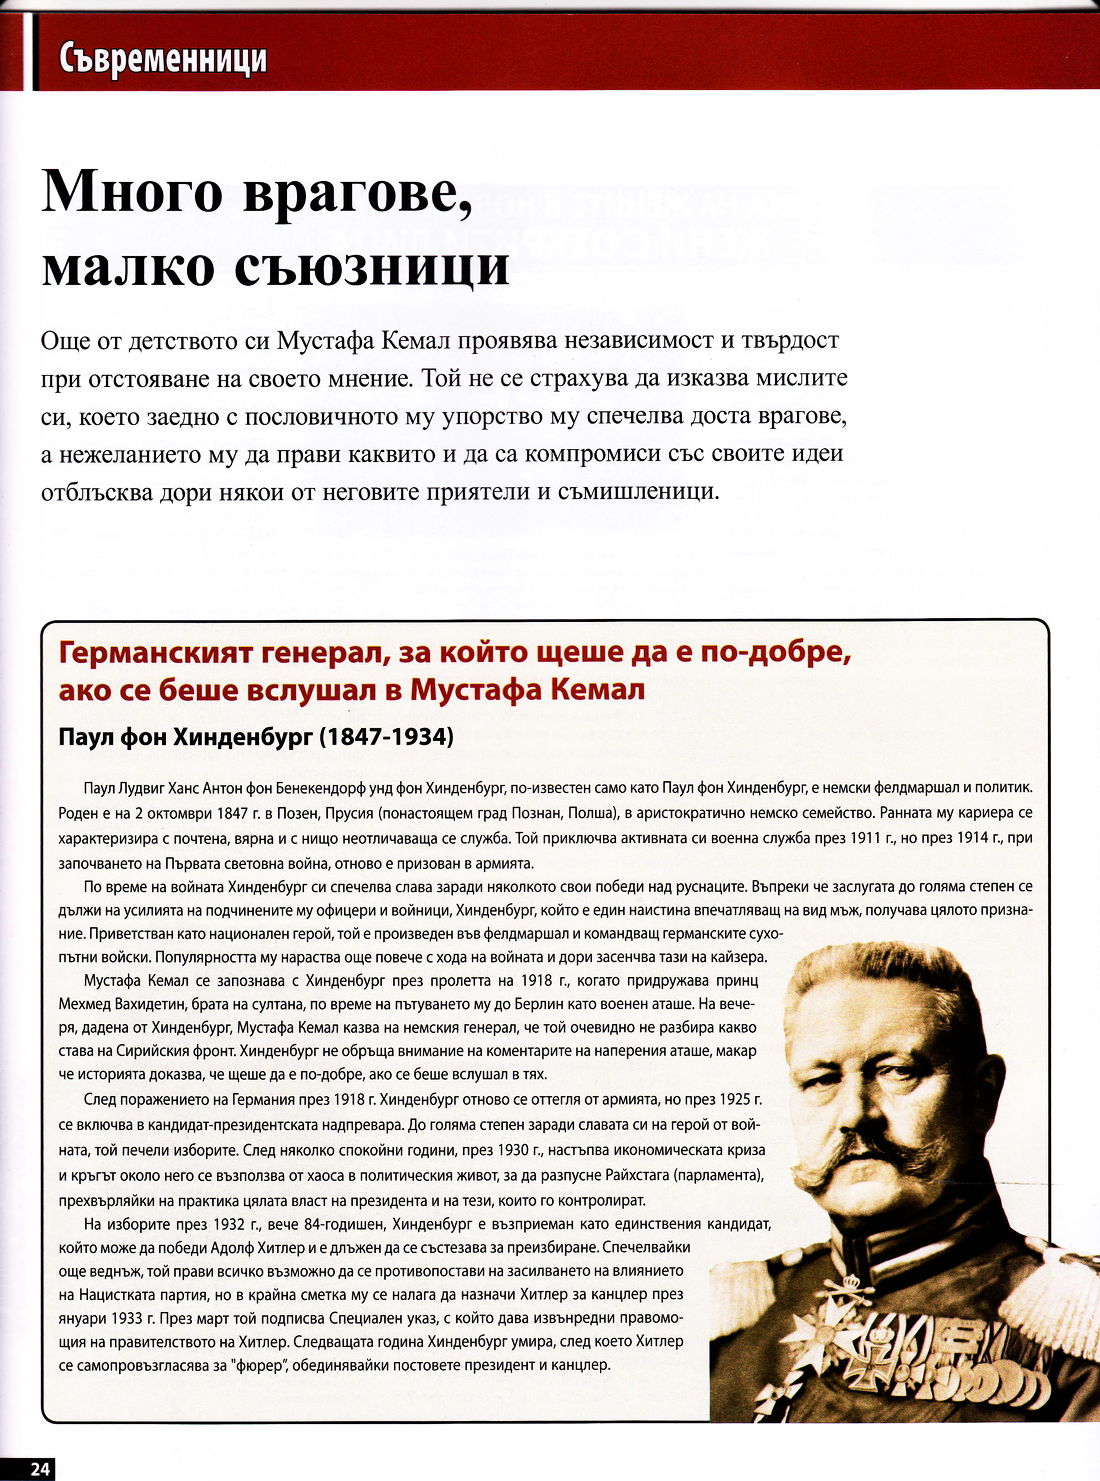 Съвременници
Много врагове,
малко съюзници
Още от детството си Мустафа Кемал проявява независимост и твърдост
при отстояване на своето мнение. Той не се страхува да изказва мислите
си, което заедно с пословичното му упорство му спечелва доста врагове,
а нежеланието му да прави каквито и да са компромиси със своите идеи
отблъсква дори някои от неговите приятели и съмишленици.
Германският генерал, за който щеше да е по-добре,
ако се беше вслушал в Мустафа Кемал
Паул фон Хинденбург (1847-1934)
Паул Лудвиг Ханс Антон фон Бенекендорф унд фон Хинденбург, по-известен само като Паул фон Хинденбург, е немски фелдмаршал и политик.
Роден е на 2 октомври 1847 г. в Позен, Прусия (понастоящем град Познан, Полша), в аристократично немско семейство. Ранната му кариера се
характеризира с почтена, вярна и с нищо неотличаваща се служба. Той приключва активната си военна служба през 1911 г., но през 1914 г., при
започването на Първата световна война, отново е призован в армията.
По време на войната Хинденбург си спечелва слава заради няколкото свои победи над руснаците. Въпреки че заслугата до голяма степен се
дължи на усилията на подчинените му офицери и войници, Хинденбург, който е един наистина впечатляващ на вид мъж, получава цялото призна-
ние. Приветстван като национален герой, той е произведен във фелдмаршал и командващ германските сухо-
пътни войски. Популярността му нараства още повече с хода на войната и дори засенчва тази на кайзера.
Мустафа Кемал се запознава с Хинденбург през пролетта на 1918 г., когато придружава принц
Мехмед Вахидетин, брата на султана, по време на пътуването му до Берлин като военен аташе. На вече-
ря, дадена от Хинденбург, Мустафа Кемал казва на немския генерал, че той очевидно не разбира какво
става на Сирийския фронт. Хинденбург не обръща внимание на коментарите на наперения аташе, макар
че историята доказва, че щеше да е по-добре, ако се беше вслушал в тях.
След поражението на Германия през 1918 г. Хинденбург отново се оттегля от армията, но през 1925 г.
се включва в кандидат-президентската надпревара. До голяма степен заради славата си на герой от вой-
ната, той печели изборите. След няколко спокойни години, през 1930 г., настъпва икономическата криза
и кръгът около него се възползва от хаоса в политическия живот, за да разпусне Райхстага (парламента),
прехвърляйки на практика цялата власт на президента и на тези, които го контролират.
На изборите през 1932 г., вече 84-годишен, Хинденбург е възприеман като единствения кандидат,
който може да победи Адолф Хитлер и е длъжен да се състезава за преизбиране. Спечелвайки
още веднъж, той прави всичко възможно да се противопостави на засилването на влиянието
на Нацистката партия, но в крайна сметка му се налага да назначи Хитлер за канцлер през
януари 1933 г. През март той подписва Специален указ, с който дава извънредни правомо-
щия на правителството на Хитлер. Следващата година Хинденбург умира, след което Хитлер
се самопровъзгласява за "фюрер", обединявайки постовете президент и канцлер.
24